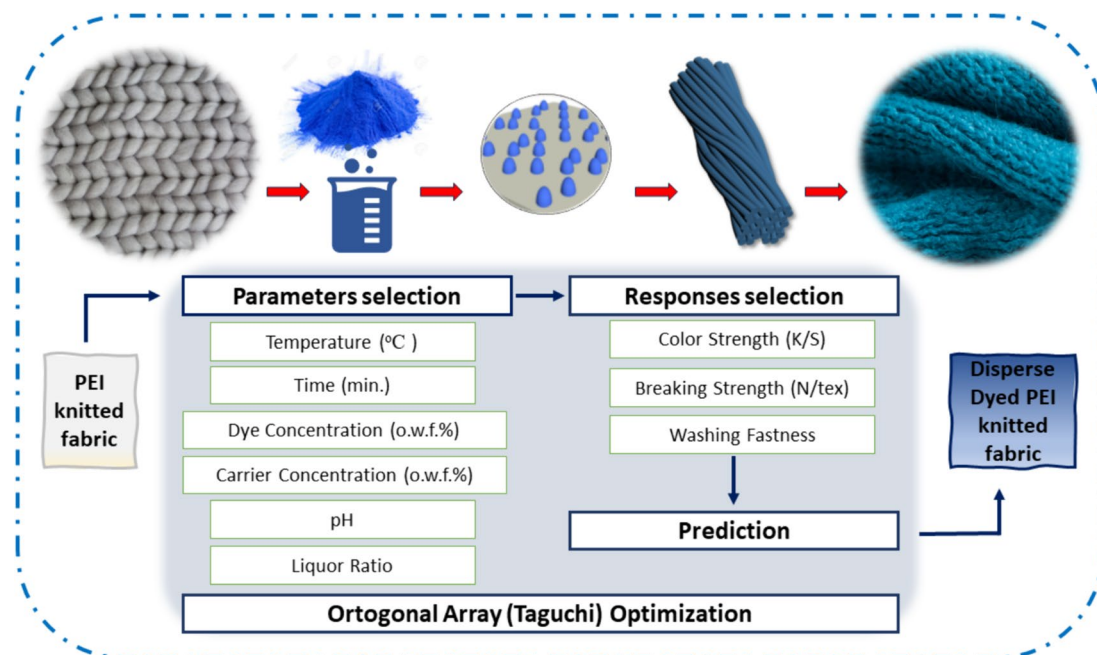 Parameters selection
Temperature (ºC )
Time (min.)
Dye Concentration (o.w.f.%)
Carrier Concentration (o.w.f.%)
pH
Liquor Ratio
Responses selection
Color Strength (K/S)
Breaking Strength (N/tex)
Washing Fastness
Prediction
PEI
knitted
fabric
Disperse
Dyed PEI
knitted
fabric
Ortogonal Array (Taguchi) Optimization